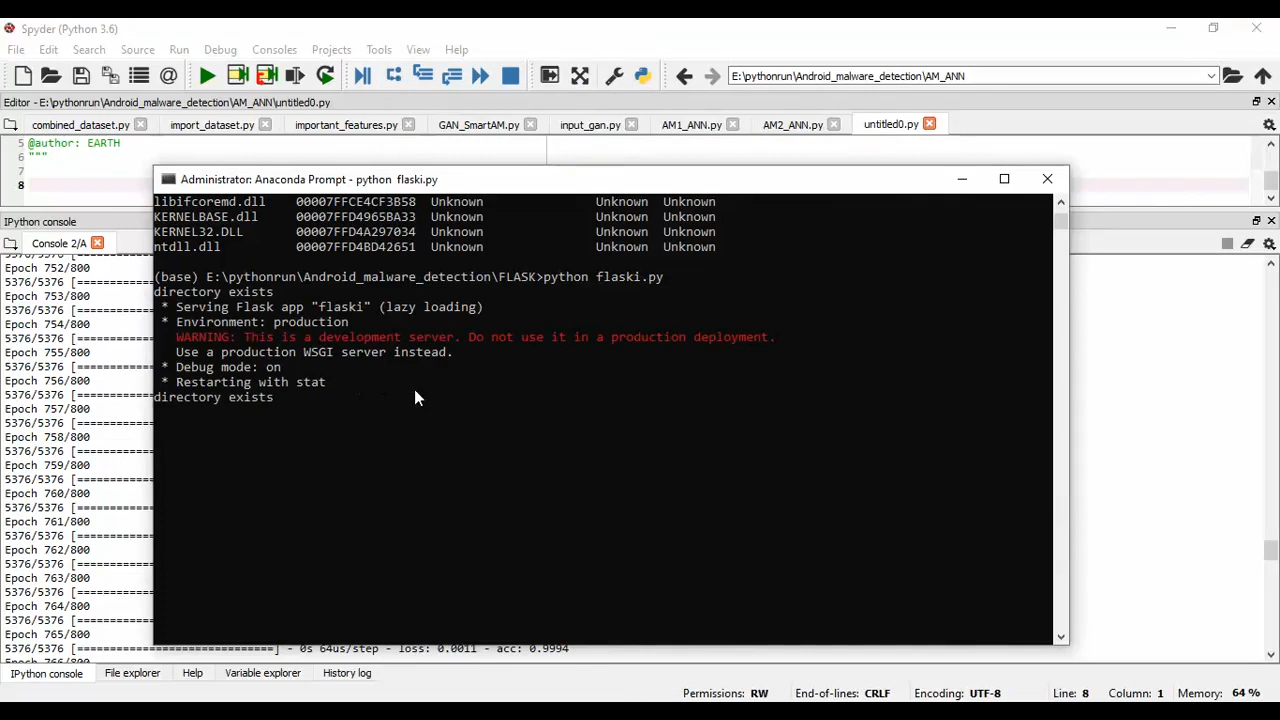 Spyder (Python 3.6)
File Edit Search Source Run Debug Consoles Projects Tools View Help
E:\pythonrun\Android_malware_detection\AM_ANN
Editor - E:\pythonrun\Android_malware_detection\AM_ANN\untitled0.py
combined_dataset.py import_dataset.py important_features.py GAN_SmartAM.py input_gan.py AM1_ANN.py AM2_ANN.py untitled0.py
5 @author: EARTH
6 """
7
8
Administrator: Anaconda Prompt - python flaski.py
libifcoremd.dll 00007FFCE4CF3B58 Unknown Unknown Unknown
KERNELBASE.dll 00007FFD4965BA33 Unknown Unknown Unknown
KERNEL32.DLL 00007FFD4A297034 Unknown Unknown Unknown
ntdll.dll 00007FFD4BD42651 Unknown Unknown Unknown
(base) E:\pythonrun\Android_malware_detection\FLASK>python flaski.py
directory exists
* Serving Flask app "flaski" (lazy loading)
* Environment: production
WARNING: This is a development server. Do not use it in a production deployment.
Use a production WSGI server instead.
* Debug mode: on
* Restarting with stat
directory exists
IPython console
Console 2/A
5376/5376 [===========
Epoch 752/800
5376/5376 [===========
Epoch 753/800
5376/5376 [===========
Epoch 754/800
5376/5376 [===========
Epoch 755/800
5376/5376 [===========
Epoch 756/800
5376/5376 [===========
Epoch 757/800
5376/5376 [===========
Epoch 758/800
5376/5376 [===========
Epoch 759/800
5376/5376 [===========
Epoch 760/800
5376/5376 [===========
Epoch 761/800
5376/5376 [===========
Epoch 762/800
5376/5376 [===========
Epoch 763/800
5376/5376 [===========
Epoch 764/800
5376/5376 [===========
Epoch 765/800
5376/5376 [==============================] - 0s 64us/step - loss: 0.0011 - acc: 0.9994
Epoch 766/800
IPython console File explorer Help Variable explorer History log
Permissions: RW End-of-lines: CRLF Encoding: UTF-8 Line: 8 Column: 1 Memory: 64 %